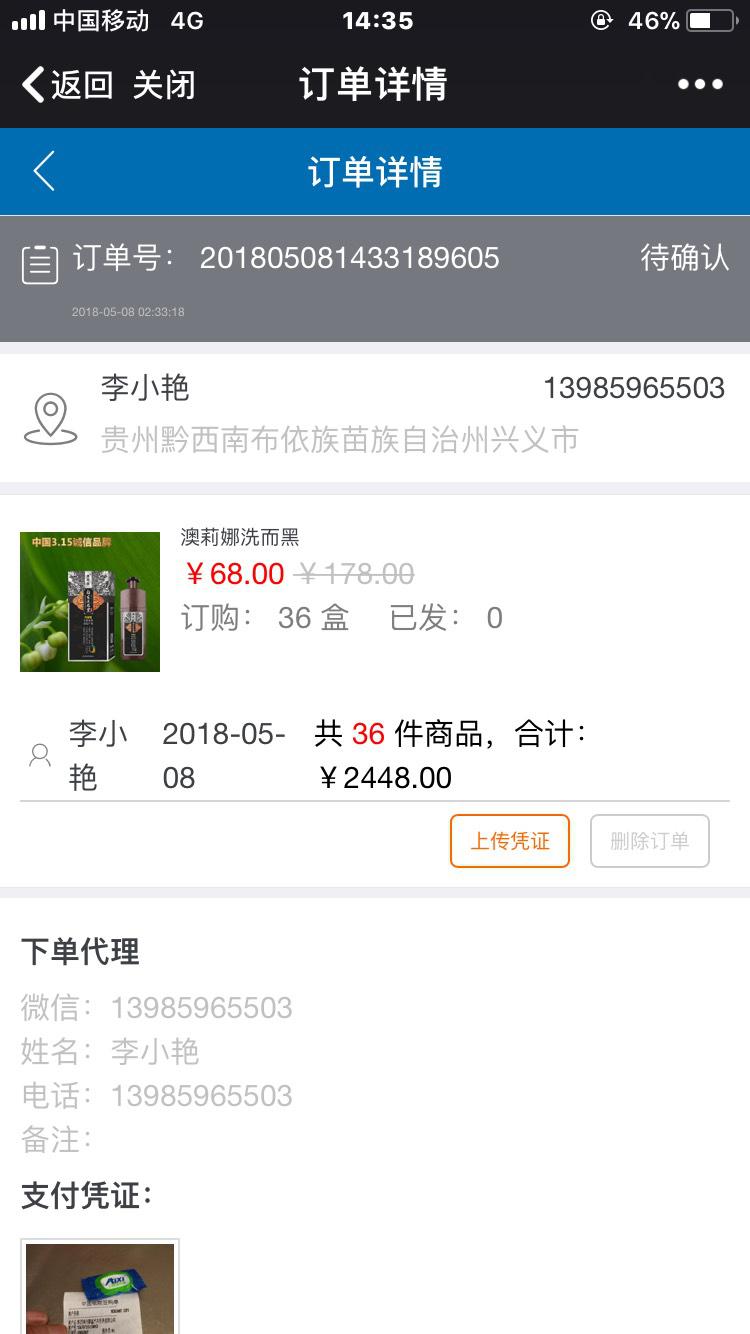 中国移动 4G 14:35 46%
返回 关闭 订单详情
订单详情
订单号： 201805081433189605 待确认
2018-05-08 02:33:18
李小艳 13985965503
贵州黔西南布依族苗族自治州兴义市
中国3.15诚信品牌
澳莉娜洗而黑
￥68.00 ￥178.00
订购： 36 盒 已发： 0
李小艳 2018-05-08 共 36 件商品，合计：
￥2448.00
上传凭证 删除订单
下单代理
微信：13985965503
姓名：李小艳
电话：13985965503
备注：
支付凭证：